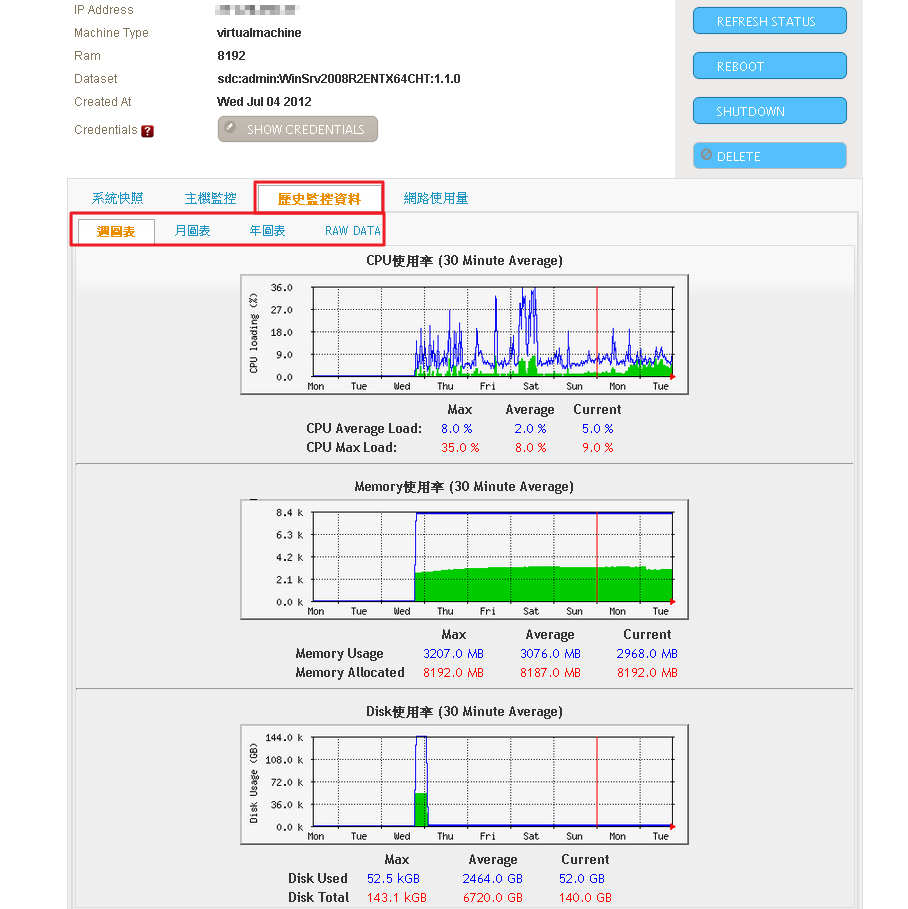 IP Address
Machine Type virtualmachine
Ram 8192
Dataset sdc:admin:WinSrv2008R2ENTX64CHT:1.1.0
Created At Wed Jul 04 2012
Credentials ? SHOW CREDENTIALS
REFRESH STATUS
REBOOT
SHUTDOWN
DELETE
系統快照 主機監控 歷史監控資料 網路使用量
週圖表 月圖表 年圖表 RAW DATA
CPU使用率 (30 Minute Average)
CPU loading (%)
36.0
27.0
18.0
9.0
0.0
Mon Tue Wed Thu Fri Sat Sun Mon Tue
Max Average Current
CPU Average Load: 8.0 % 2.0 % 5.0 %
CPU Max Load: 35.0 % 8.0 % 9.0 %
Memory使用率 (30 Minute Average)
8.4 k
6.3 k
4.2 k
2.1 k
0.0 k
Mon Tue Wed Thu Fri Sat Sun Mon Tue
Max Average Current
Memory Usage 3207.0 MB 3076.0 MB 2968.0 MB
Memory Allocated 8192.0 MB 8187.0 MB 8192.0 MB
Disk使用率 (30 Minute Average)
Disk Usage (GB)
144.0 k
108.0 k
72.0 k
36.0 k
0.0 k
Mon Tue Wed Thu Fri Sat Sun Mon Tue
Max Average Current
Disk Used 52.5 kGB 2464.0 GB 52.0 GB
Disk Total 143.1 kGB 6720.0 GB 140.0 GB